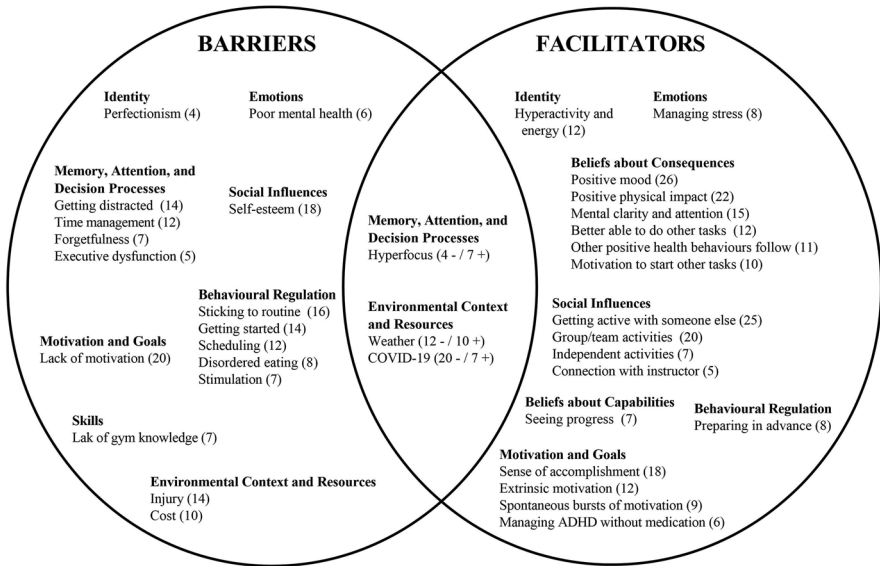 BARRIERS
Identity
Perfectionism (4)
Emotions
Poor mental health (6)
Memory, Attention, and
Decision Processes
Getting distracted (14)
Time management (12)
Forgetfulness (7)
Executive dysfunction (5)
Social Influences
Self-esteem (18)
Behavioural Regulation
Sticking to routine (16)
Getting started (14)
Scheduling (12)
Disordered eating (8)
Stimulation (7)
Motivation and Goals
Lack of motivation (20)
Skills
Lak of gym knowledge (7)
Environmental Context and Resources
Injury (14)
Cost (10)
Memory, Attention, and
Decision Processes
Hyperfocus (4 - / 7 +)
Environmental Context
and Resources
Weather (12 - / 10 +)
COVID-19 (20 - / 7 +)
FACILITATORS
Identity
Hyperactivity and
energy (12)
Emotions
Managing stress (8)
Beliefs about Consequences
Positive mood (26)
Positive physical impact (22)
Mental clarity and attention (15)
Better able to do other tasks (12)
Other positive health behaviours follow (11)
Motivation to start other tasks (10)
Social Influences
Getting active with someone else (25)
Group/team activities (20)
Independent activities (7)
Connection with instructor (5)
Beliefs about Capabilities
Seeing progress (7)
Behavioural Regulation
Preparing in advance (8)
Motivation and Goals
Sense of accomplishment (18)
Extrinsic motivation (12)
Spontaneous bursts of motivation (9)
Managing ADHD without medication (6)